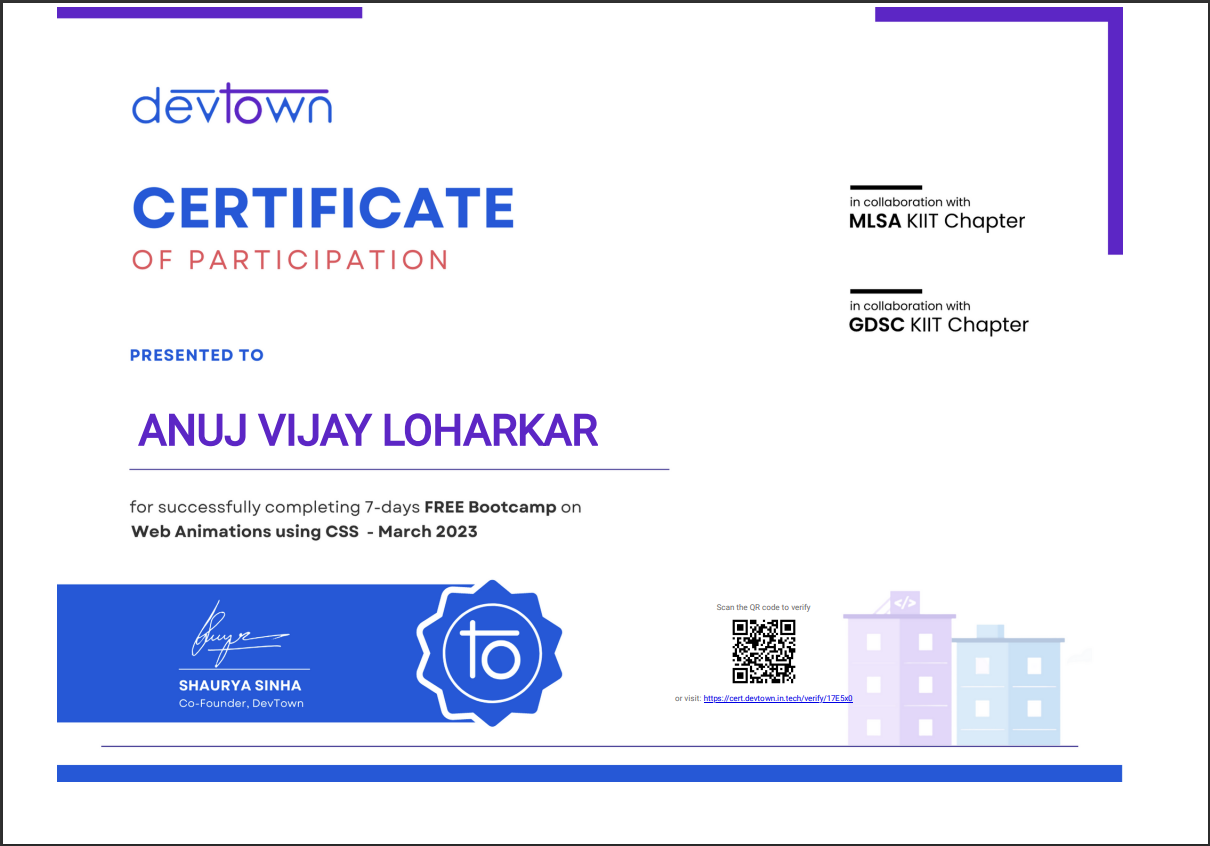 devtown
CERTIFICATE
OF PARTICIPATION
in collaboration with
MLSA KIIT Chapter
in collaboration with
GDSC KIIT Chapter
PRESENTED TO
ANUJ VIJAY LOHARKAR
for successfully completing 7-days FREE Bootcamp on
Web Animations using CSS - March 2023
SHAURYA SINHA
Co-Founder, DevTown
to
Scan the QR code to verify
or visit: https://cert.devtown.in.tech/verify/17E5x0
</>